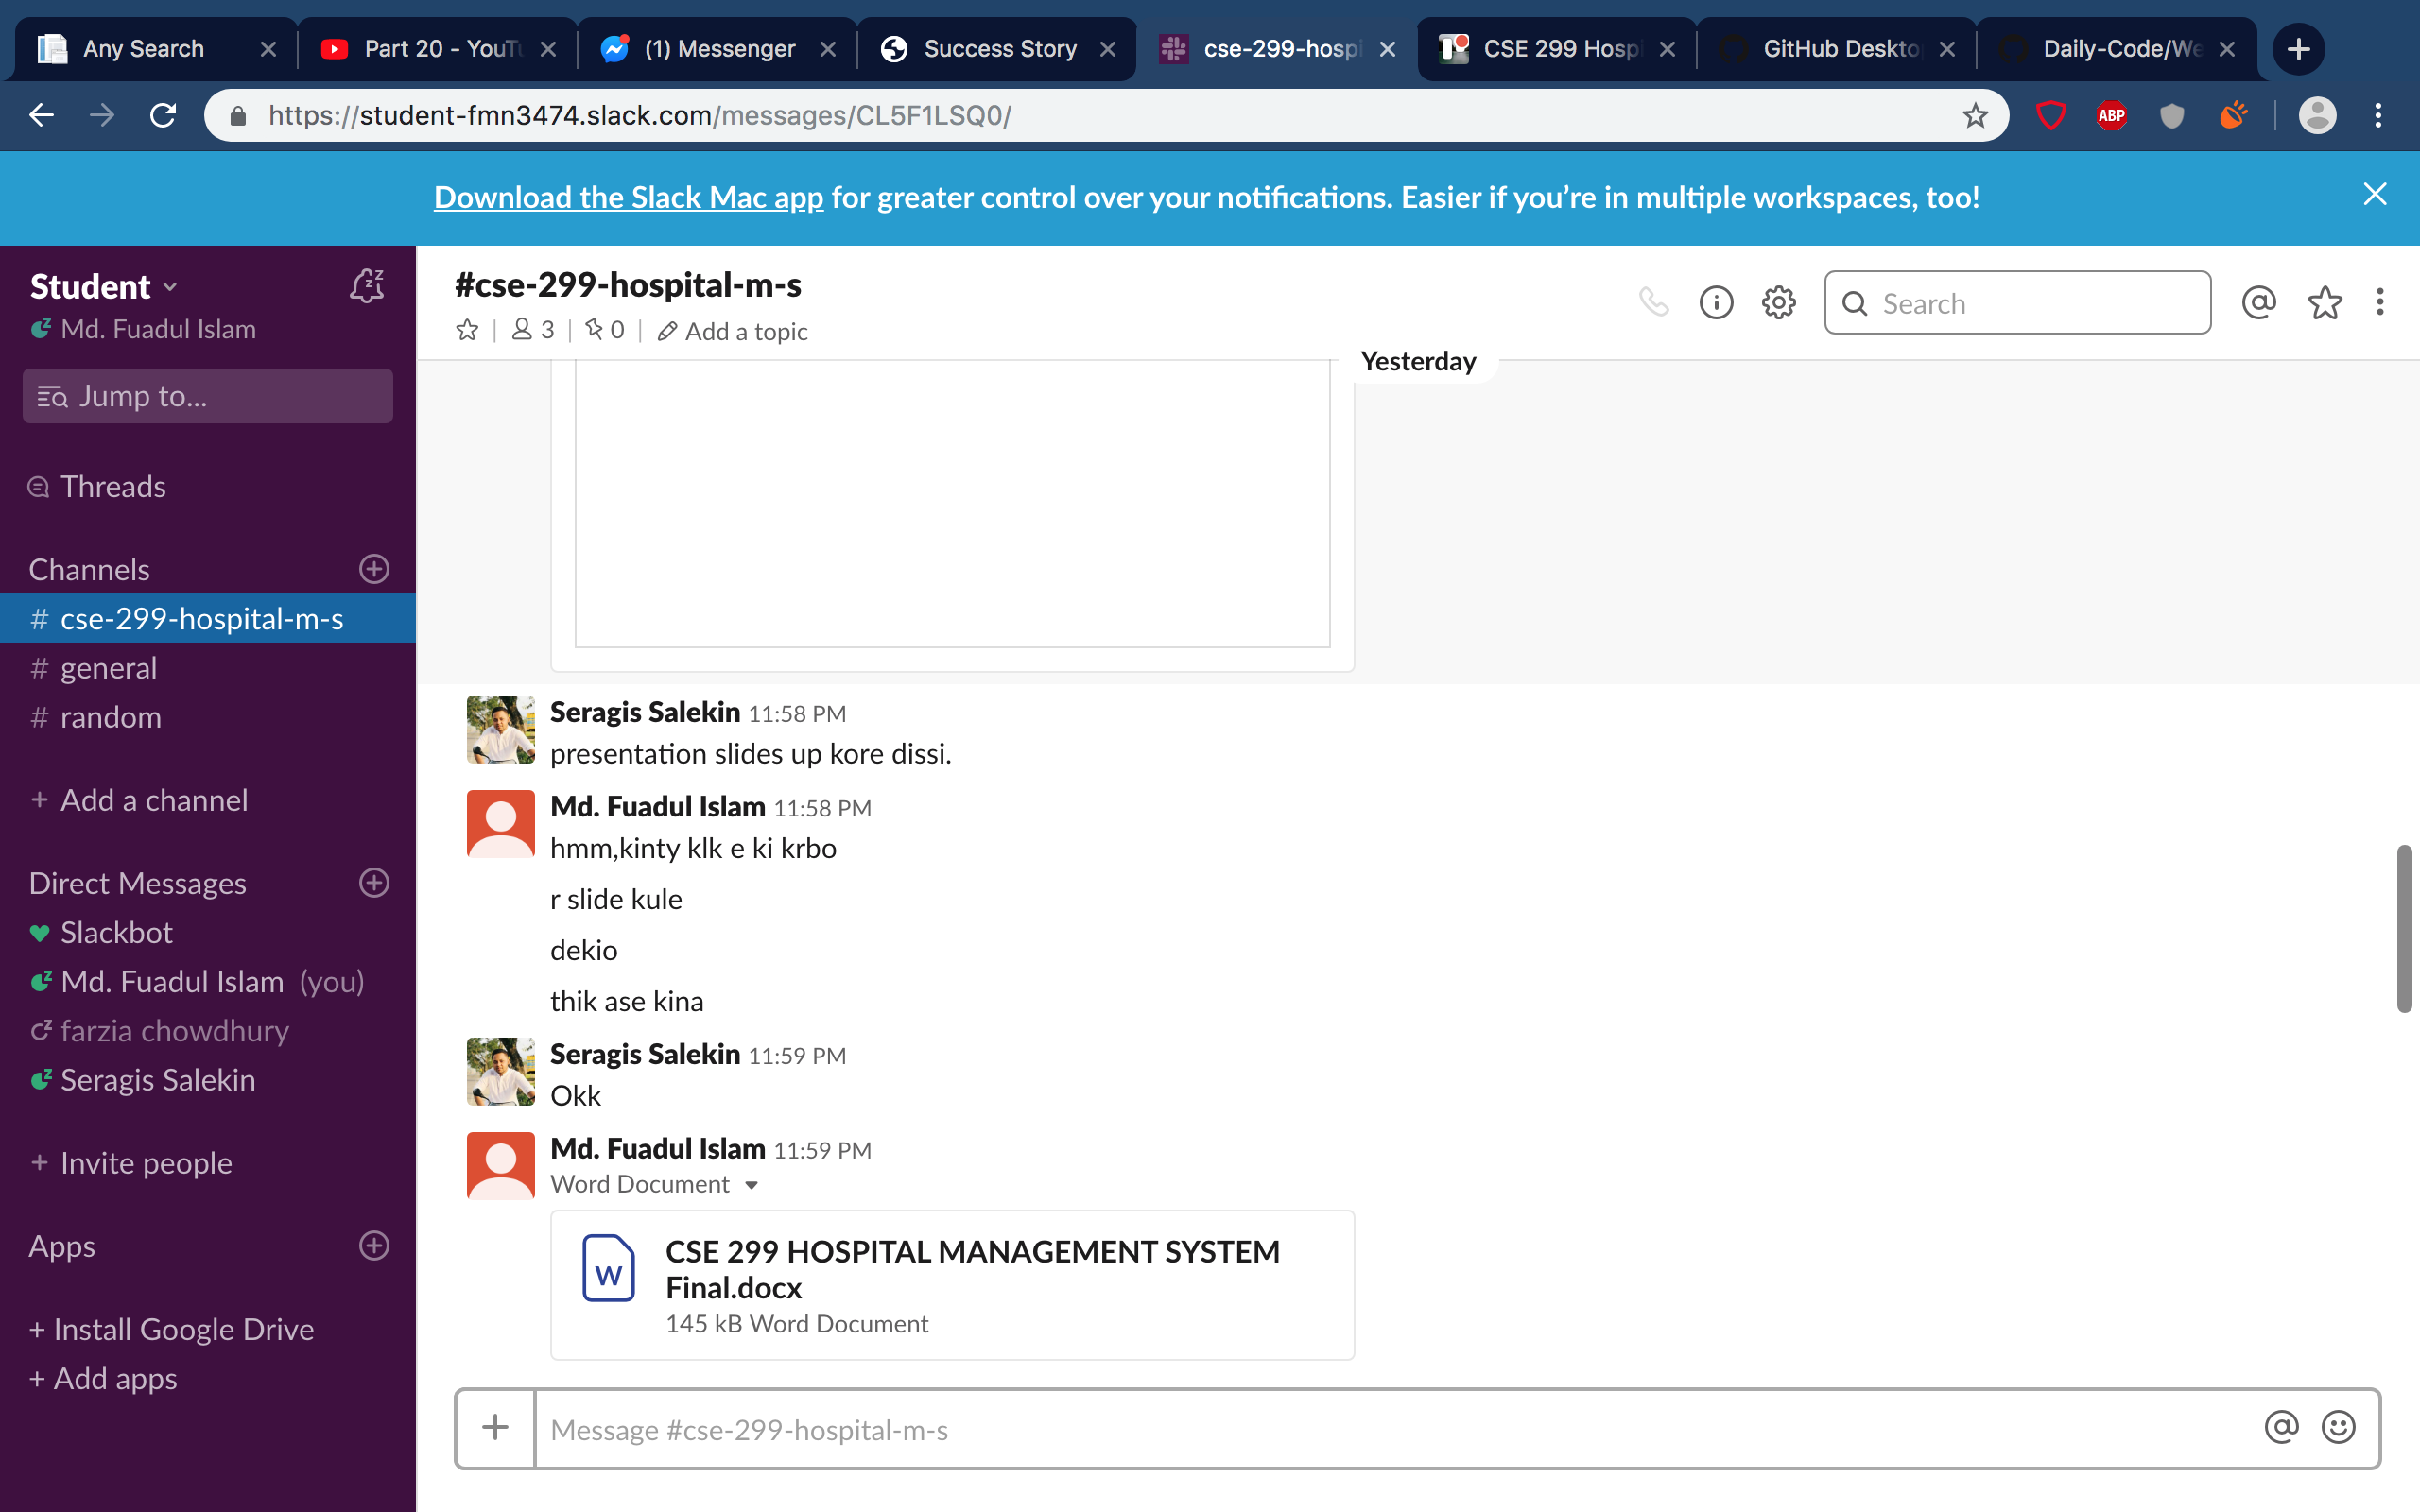 Any Search
Part 20 - YouTu
(1) Messenger
Success Story
cse-299-hospi
CSE 299 Hospi
GitHub Deskto
Daily-Code/We
https://student-fmn3474.slack.com/messages/CL5F1LSQ0/
ABP
Download the Slack Mac app for greater control over your notifications. Easier if you’re in multiple workspaces, too!
Student
Md. Fuadul Islam
Jump to...
Threads
Channels
# cse-299-hospital-m-s
# general
# random
+ Add a channel
Direct Messages
Slackbot
Md. Fuadul Islam (you)
farzia chowdhury
Seragis Salekin
+ Invite people
Apps
+ Install Google Drive
+ Add apps
#cse-299-hospital-m-s
3 | 0 | Add a topic
Search
Yesterday
Seragis Salekin 11:58 PM
presentation slides up kore dissi.
Md. Fuadul Islam 11:58 PM
hmm,kinty klk e ki krbo
r slide kule
dekio
thik ase kina
Seragis Salekin 11:59 PM
Okk
Md. Fuadul Islam 11:59 PM
Word Document
W
CSE 299 HOSPITAL MANAGEMENT SYSTEM
Final.docx
145 kB Word Document
Message #cse-299-hospital-m-s